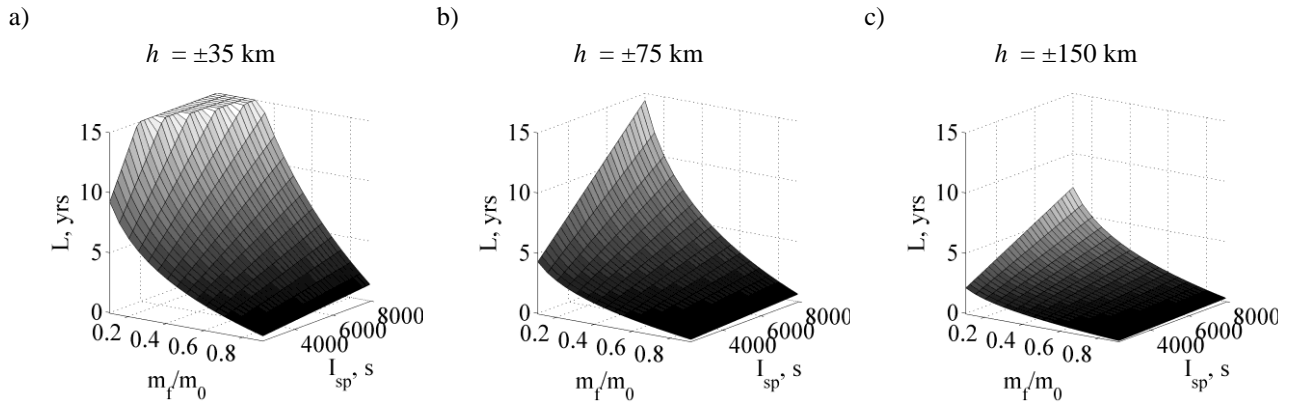 a)
h = ±35 km
L, yrs
15
10
5
0
0.2
0.4
0.6
0.8
m_f/m_0
4000
6000
8000
I_sp, s
b)
h = ±75 km
L, yrs
15
10
5
0
0.2
0.4
0.6
0.8
m_f/m_0
4000
6000
8000
I_sp, s
c)
h = ±150 km
L, yrs
15
10
5
0
0.2
0.4
0.6
0.8
m_f/m_0
4000
6000
8000
I_sp, s